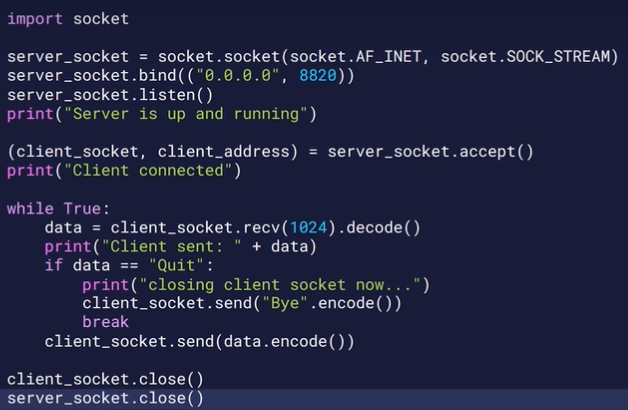 import socket

server_socket = socket.socket(socket.AF_INET, socket.SOCK_STREAM)
server_socket.bind(("0.0.0.0", 8820))
server_socket.listen()
print("Server is up and running")

(client_socket, client_address) = server_socket.accept()
print("Client connected")

while True:
    data = client_socket.recv(1024).decode()
    print("Client sent: " + data)
    if data == "Quit":
        print("closing client socket now...")
        client_socket.send("Bye".encode())
        break
    client_socket.send(data.encode())

client_socket.close()
server_socket.close()